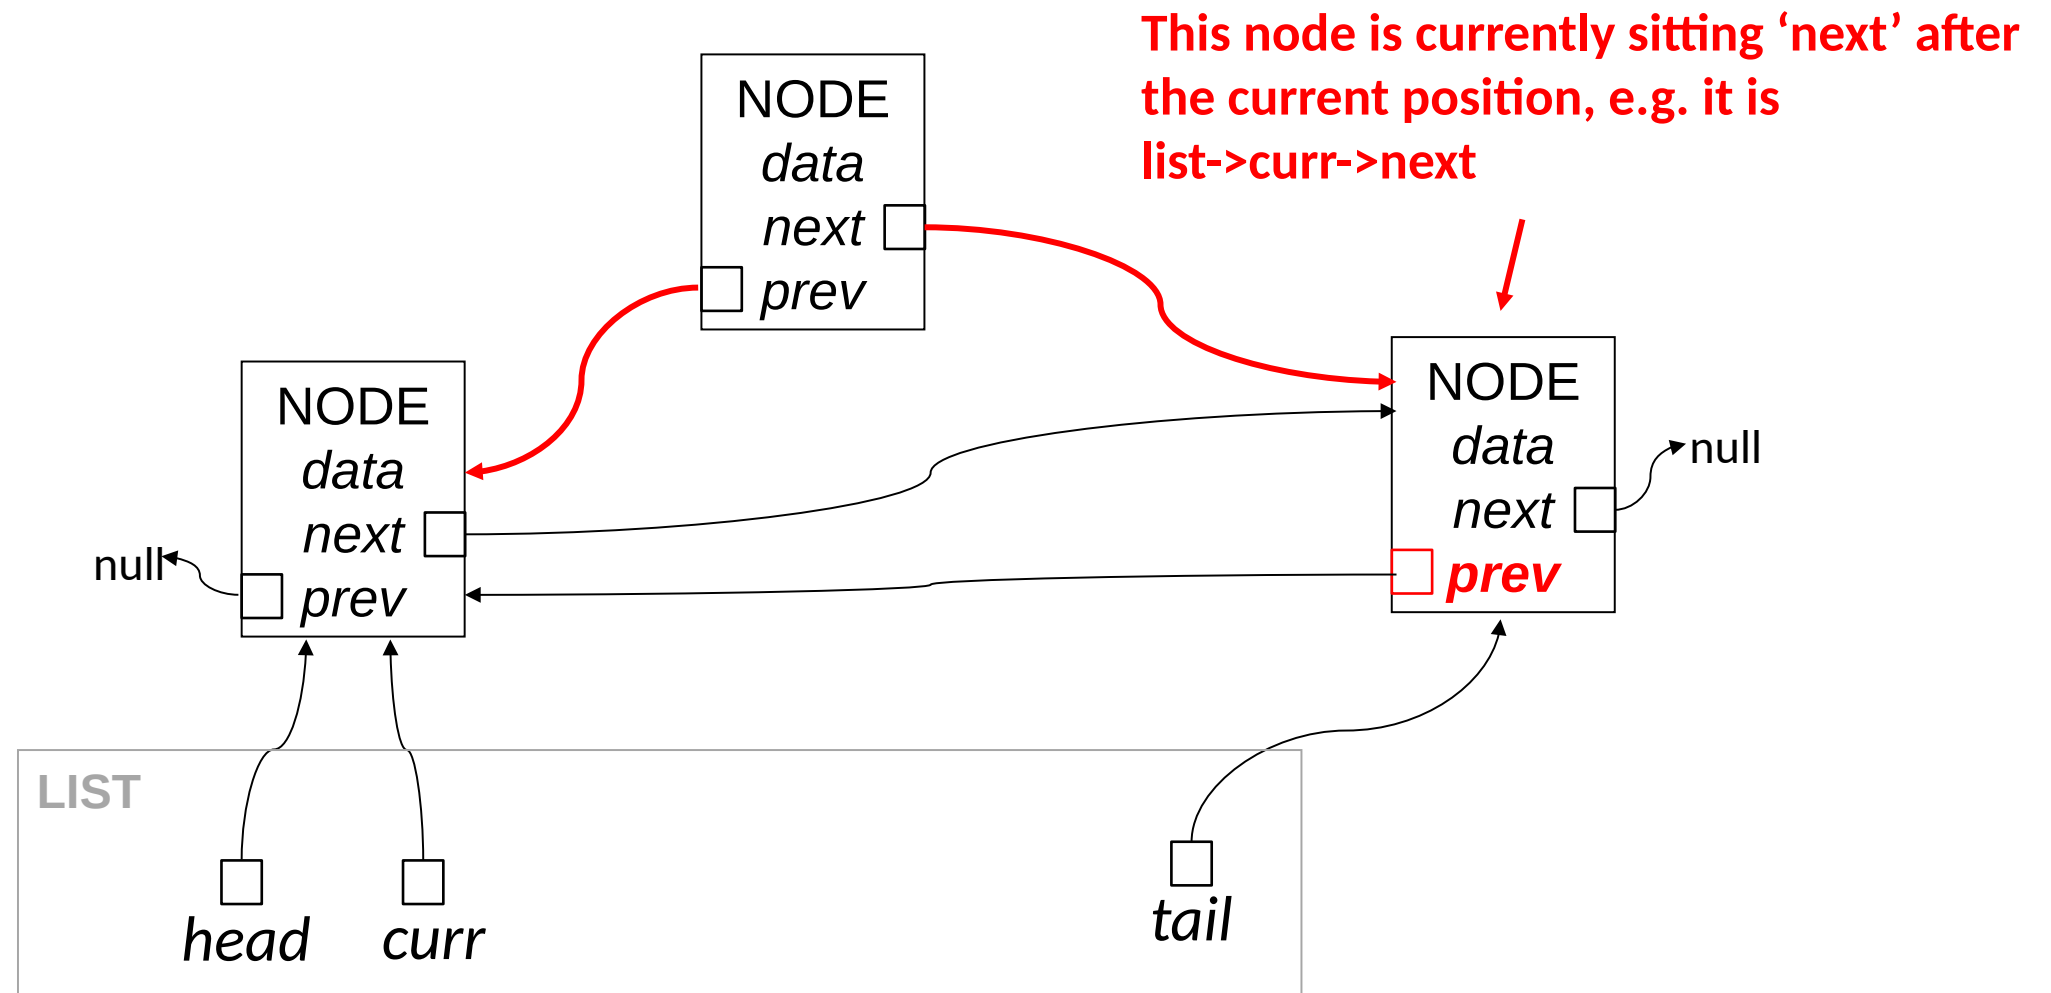 This node is currently sitting ‘next’ after
the current position, e.g. it is
list->curr->next
NODE
data
next
prev
NODE
data
next
prev
null
NODE
data
next
prev
null
LIST
head
curr
tail